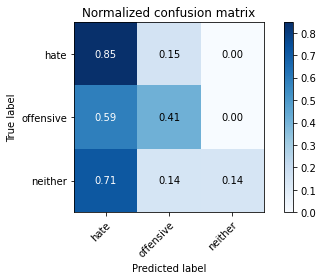 Normalized confusion matrix
True label
hate
0.85 0.15 0.00
offensive
0.59 0.41 0.00
neither
0.71 0.14 0.14
hate
offensive
neither
Predicted label
0.8
0.7
0.6
0.5
0.4
0.3
0.2
0.1
0.0